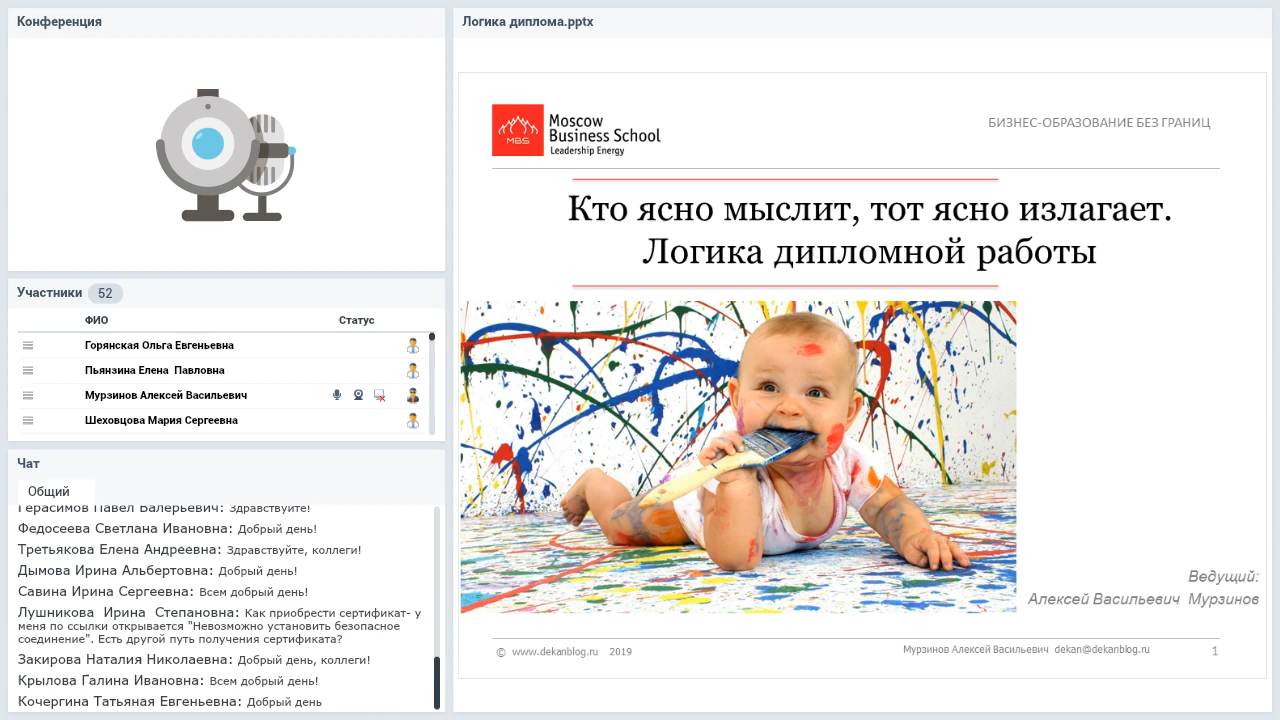 Конференция
Участники 52
ФИО Статус
Горянская Ольга Евгеньевна
Пьянзина Елена Павловна
Мурзинов Алексей Васильевич
Шеховцова Мария Сергеевна
Чат
Общий
Герасимов Павел Валерьевич: Здравствуйте!
Федосеева Светлана Ивановна: Добрый день!
Третьякова Елена Андреевна: Здравствуйте, коллеги!
Дымова Ирина Альбертовна: Добрый день!
Савина Ирина Сергеевна: Всем добрый день!
Лушникова Ирина Степановна: Как приобрести сертификат- у
меня по ссылки открывается "Невозможно установить безопасное
соединение". Есть другой путь получения сертификата?
Закирова Наталия Николаевна: Добрый день, коллеги!
Крылова Галина Ивановна: Всем добрый день!
Кочергина Татьяная Евгеньевна: Добрый день
Логика диплома.pptx
MBS
Moscow
Business School
Leadership Energy
БИЗНЕС-ОБРАЗОВАНИЕ БЕЗ ГРАНИЦ
Кто ясно мыслит, тот ясно излагает.
Логика дипломной работы
Ведущий:
Алексей Васильевич Мурзинов
© www.dekanblog.ru 2019
Мурзинов Алексей Васильевич dekan@dekanblog.ru
1